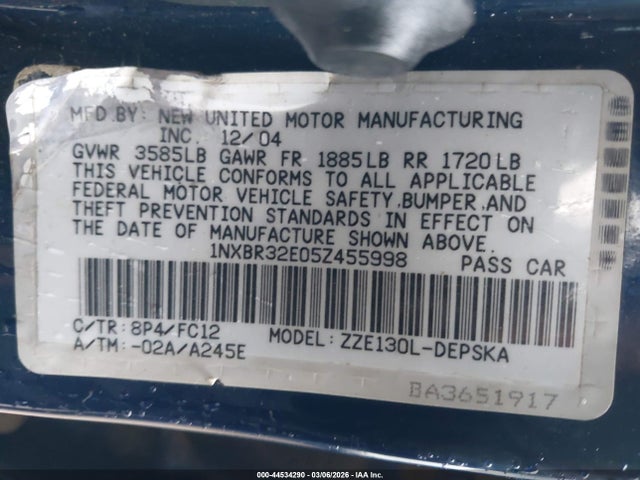 MFD.BY: NEW UNITED MOTOR MANUFACTURING
INC. 12/04
GVWR 3585LB GAWR FR 1885LB RR 1720LB
THIS VEHICLE CONFORMS TO ALL APPLICABLE
FEDERAL MOTOR VEHICLE SAFETY,BUMPER,AND
THEFT PREVENTION STANDARDS IN EFFECT ON
THE DATE OF MANUFACTURE SHOWN ABOVE.
1NXBR32E05Z455998 PASS CAR
C/TR: 8P4/FC12 MODEL: ZZE130L-DEPSKA
A/TM: -02A/A245E
BA3651917
000-44534290 - 03/06/2026 - IAA Inc.